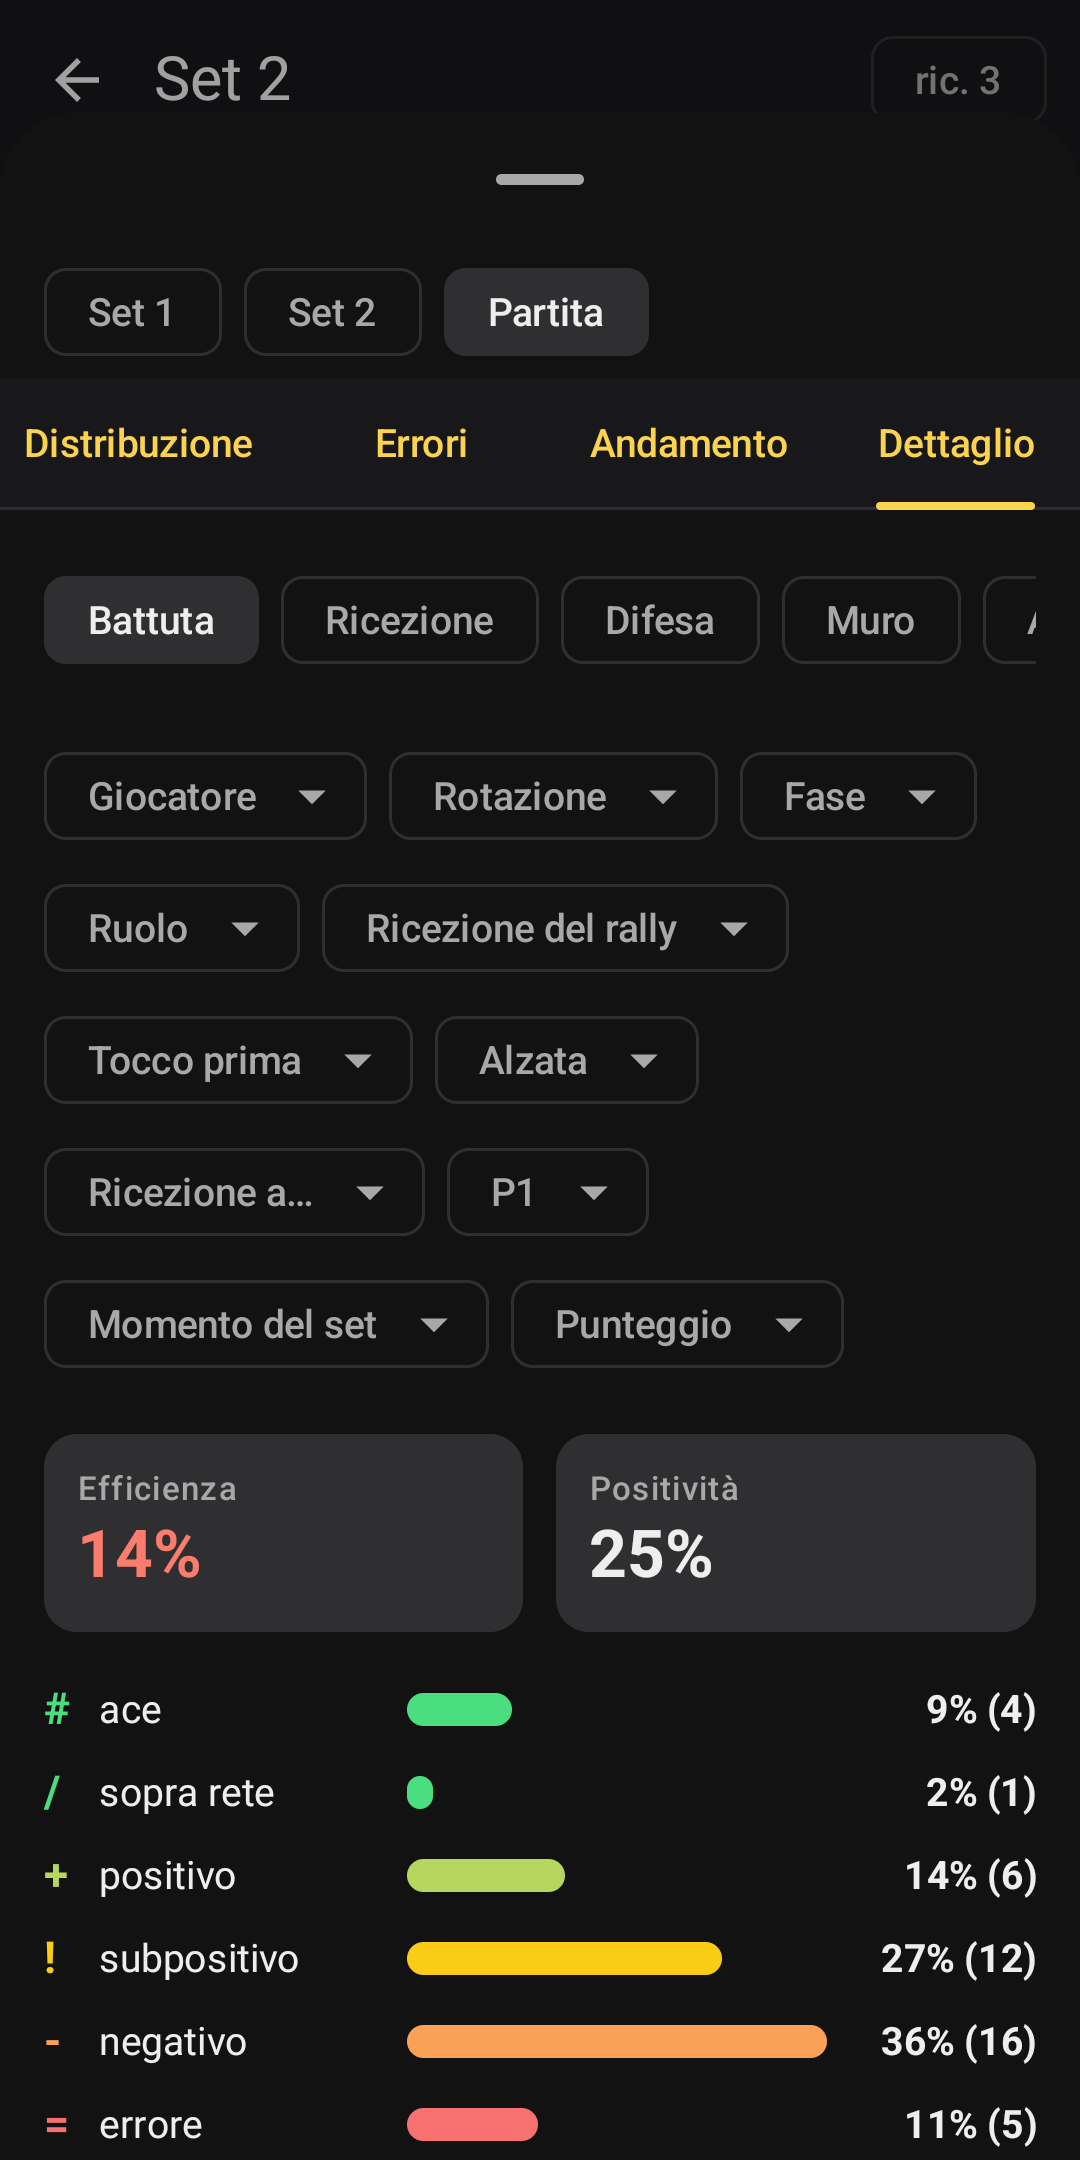 Set 2
ric. 3
Set 1 Set 2 Partita
Distribuzione Errori Andamento Dettaglio
Battuta Ricezione Difesa Muro
Giocatore Rotazione Fase
Ruolo Ricezione del rally
Tocco prima Alzata
Ricezione a... P1
Momento del set Punteggio
Efficienza
14%
Positività
25%
# ace 9% (4)
/ sopra rete 2% (1)
+ positivo 14% (6)
! subpositivo 27% (12)
- negativo 36% (16)
= errore 11% (5)